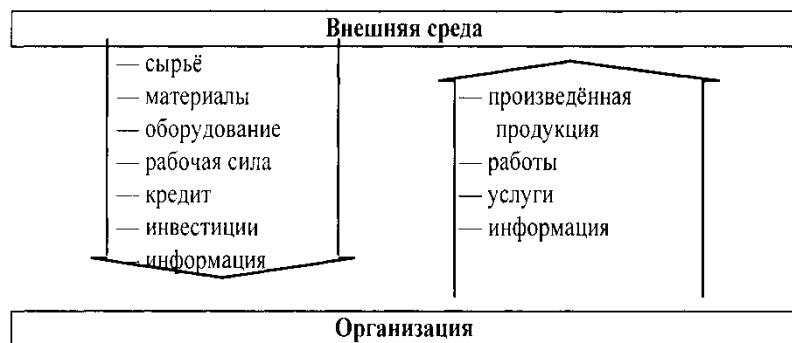 Внешняя среда
— сырьё
— материалы
— оборудование
— рабочая сила
— кредит
— инвестиции
— информация
— произведённая
продукция
— работы
— услуги
— информация
Организация